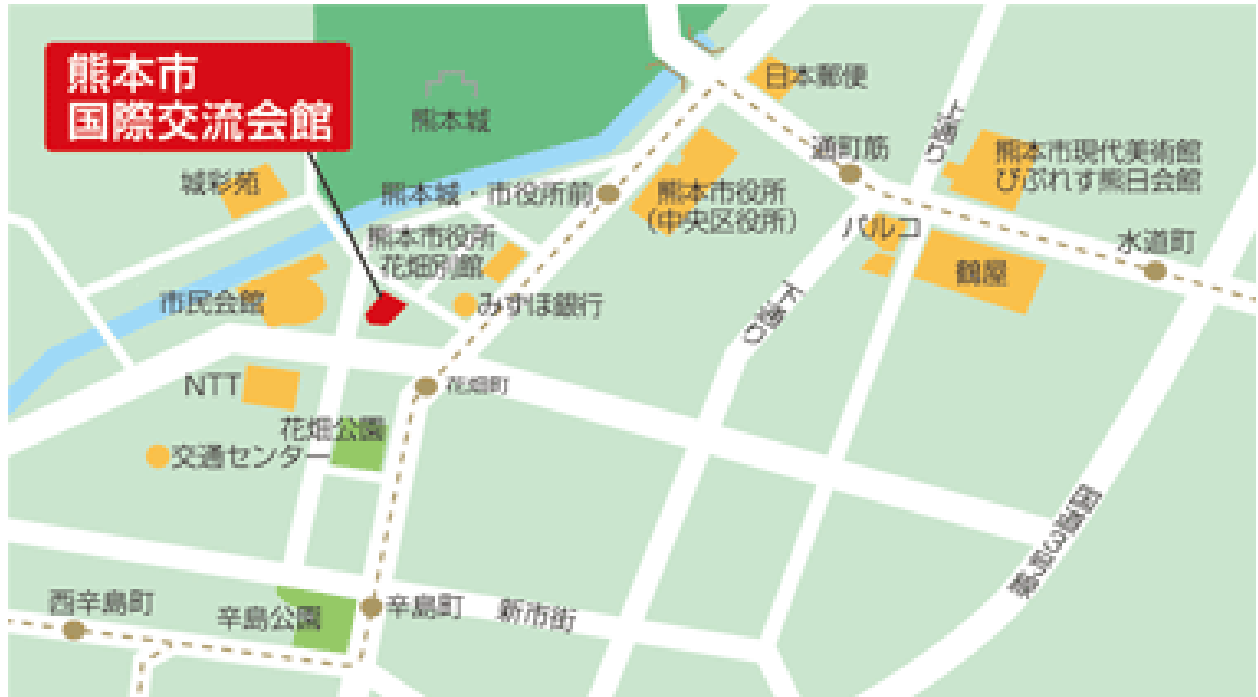 熊本市
国際交流会館
熊本城
日本郵便
上通り
通町筋
熊本市現代美術館
びぷれす熊日会館
城彩苑
熊本城・市役所前
熊本市役所
（中央区役所）
パルコ
水道町
熊本市役所
花畑別館
鶴屋
市民会館
みずほ銀行
下通り
NTT
花畑町
花畑公園
交通センター
国道3号線
西辛島町
辛島公園
辛島町
新市街